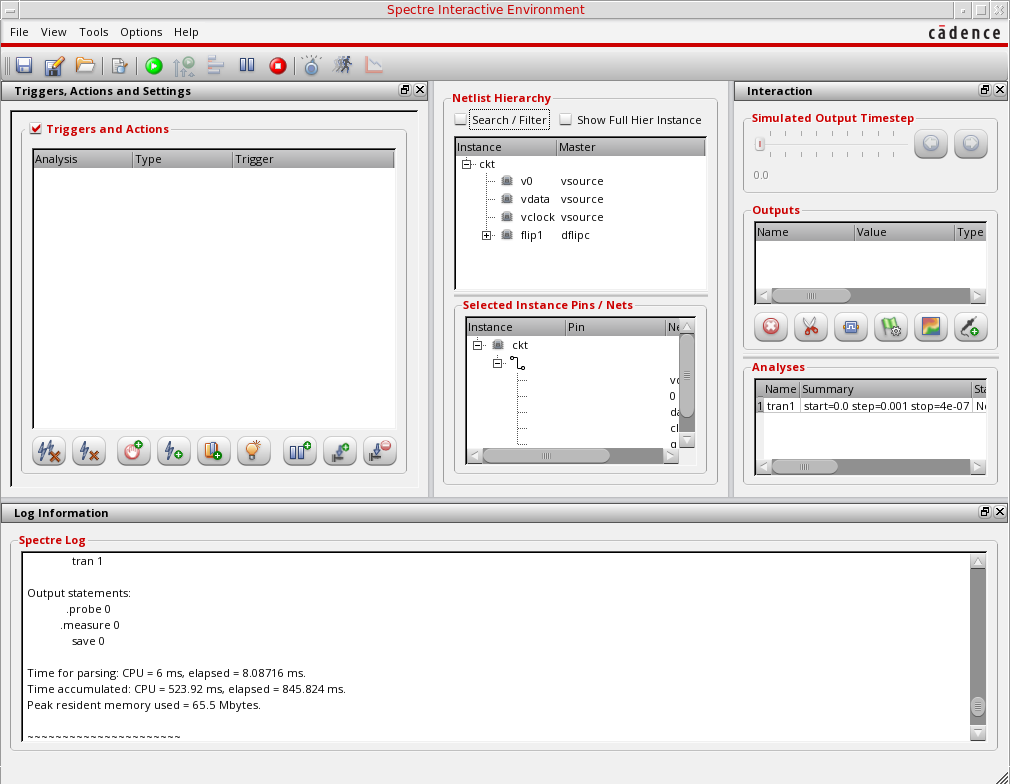 Spectre Interactive Environment
File View Tools Options Help
cādence
Triggers, Actions and Settings
Triggers and Actions
Analysis Type Trigger
Netlist Hierarchy
Search / Filter Show Full Hier Instance
Instance Master
ckt
v0 vsource
vdata vsource
vclock vsource
flip1 dflipc
Selected Instance Pins / Nets
Instance Pin
ckt
0
Interaction
Simulated Output Timestep
0.0
Outputs
Name Value Type
Analyses
Name Summary
1 tran1 start=0.0 step=0.001 stop=4e-07
Log Information
Spectre Log
tran 1
Output statements:
.probe 0
.measure 0
save 0
Time for parsing: CPU = 6 ms, elapsed = 8.08716 ms.
Time accumulated: CPU = 523.92 ms, elapsed = 845.824 ms.
Peak resident memory used = 65.5 Mbytes.
~~~~~~~~~~~~~~~~~~~~~~